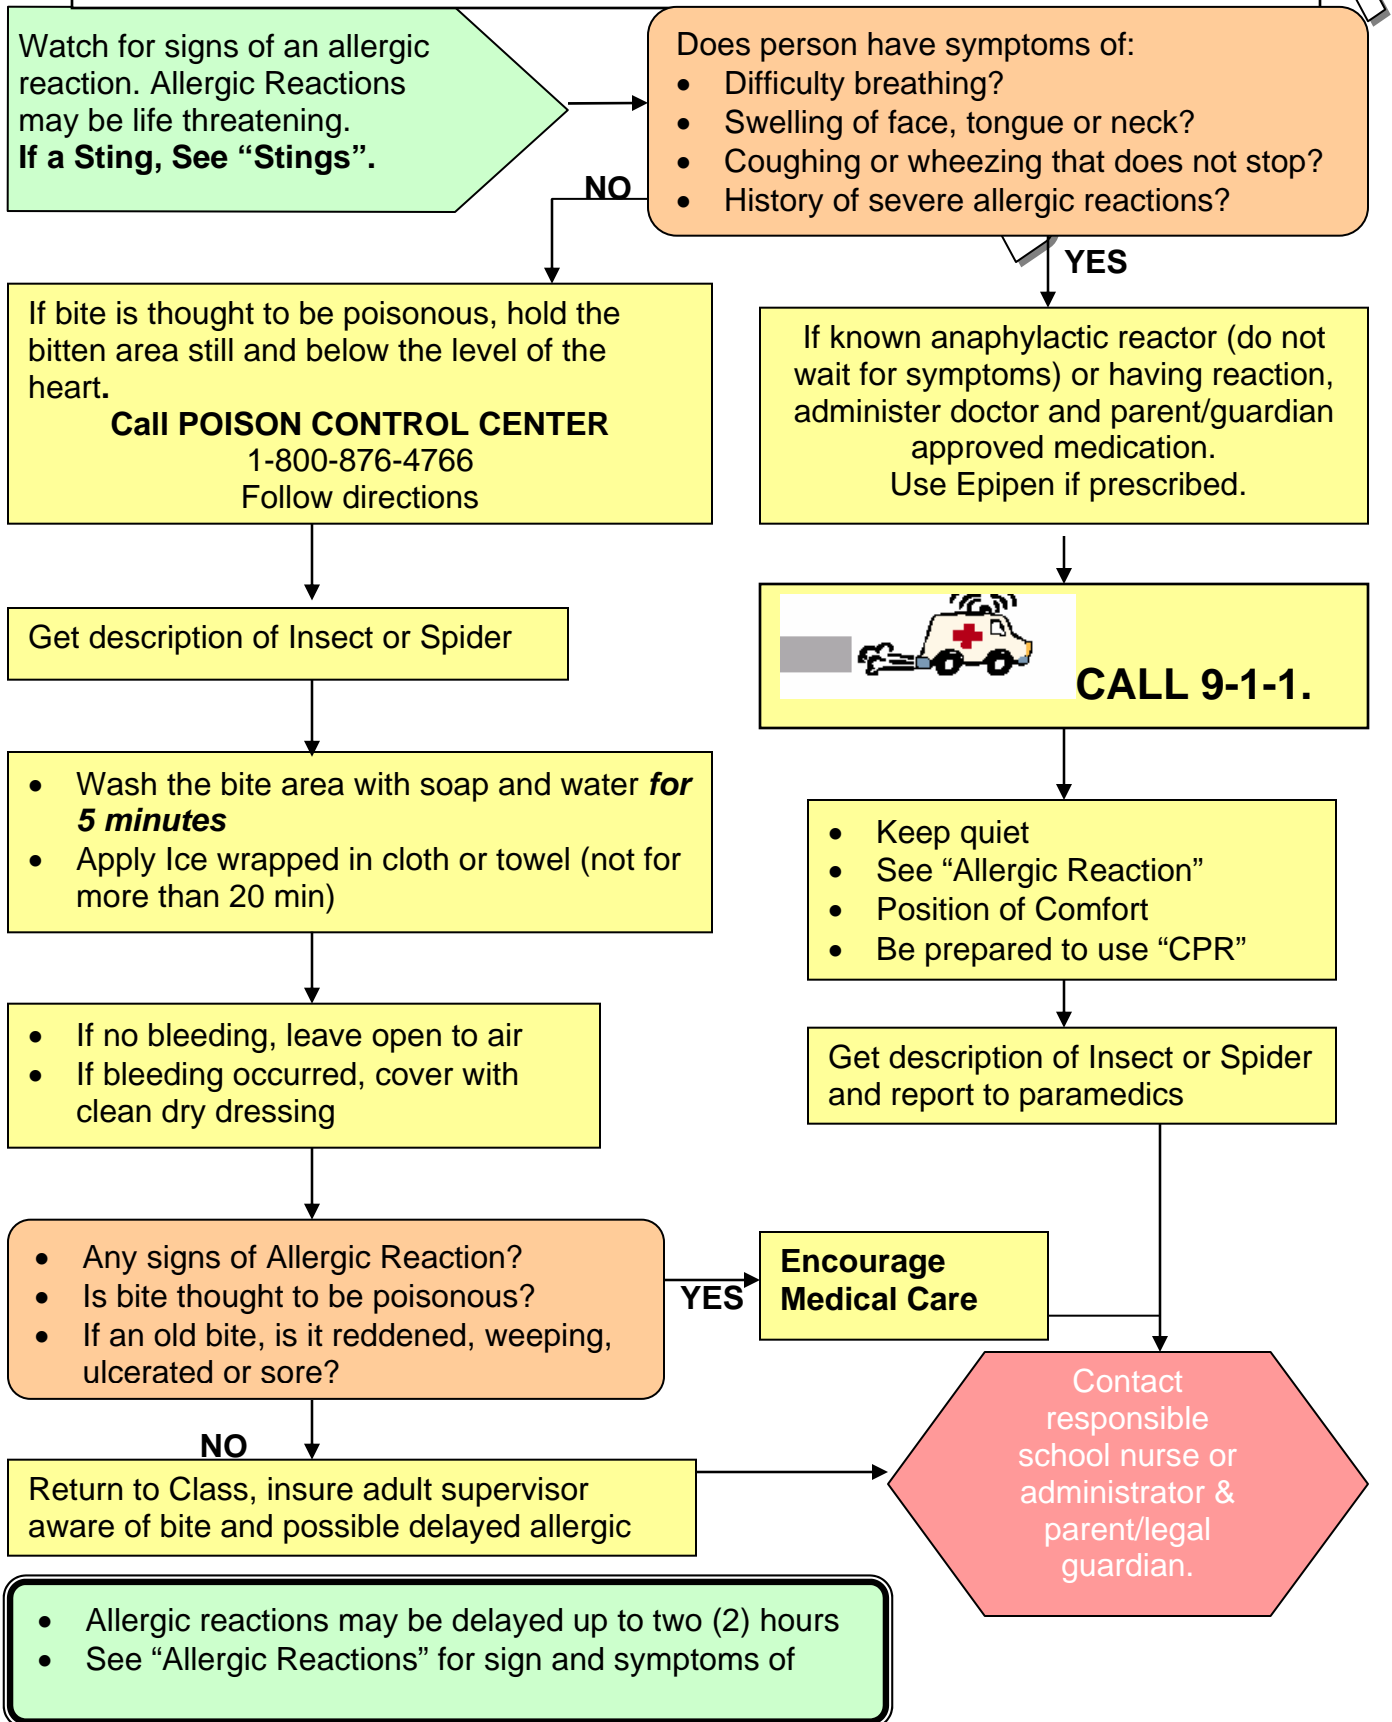 Watch for signs of an allergic
reaction. Allergic Reactions
may be life threatening.
If a Sting, See “Stings”.
Does person have symptoms of:
• Difficulty breathing?
• Swelling of face, tongue or neck?
• Coughing or wheezing that does not stop?
• History of severe allergic reactions?
NO
YES
If bite is thought to be poisonous, hold the
bitten area still and below the level of the
heart.
Call POISON CONTROL CENTER
1-800-876-4766
Follow directions
If known anaphylactic reactor (do not
wait for symptoms) or having reaction,
administer doctor and parent/guardian
approved medication.
Use Epipen if prescribed.
Get description of Insect or Spider
CALL 9-1-1.
• Wash the bite area with soap and water for
5 minutes
• Apply Ice wrapped in cloth or towel (not for
more than 20 min)
• Keep quiet
• See “Allergic Reaction”
• Position of Comfort
• Be prepared to use “CPR”
• If no bleeding, leave open to air
• If bleeding occurred, cover with
clean dry dressing
Get description of Insect or Spider
and report to paramedics
• Any signs of Allergic Reaction?
• Is bite thought to be poisonous?
• If an old bite, is it reddened, weeping,
ulcerated or sore?
YES
Encourage
Medical Care
NO
Return to Class, insure adult supervisor
aware of bite and possible delayed allergic
Contact
responsible
school nurse or
administrator &
parent/legal
guardian.
• Allergic reactions may be delayed up to two (2) hours
• See “Allergic Reactions” for sign and symptoms of